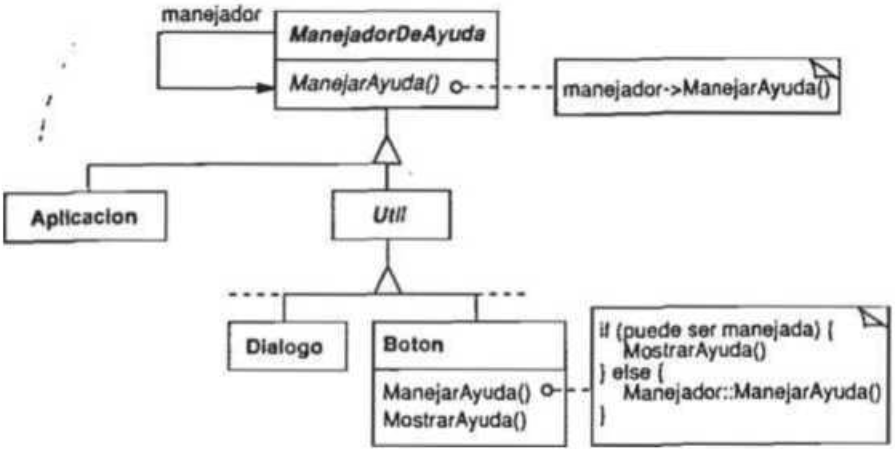 manejador
ManejadorDeAyuda
ManejarAyuda()
manejador->ManejarAyuda()
Aplicacion
Util
Dialogo
Boton
ManejarAyuda()
MostrarAyuda()
if (puede ser manejada) {
MostrarAyuda()
} else {
Manejador::ManejarAyuda()
}